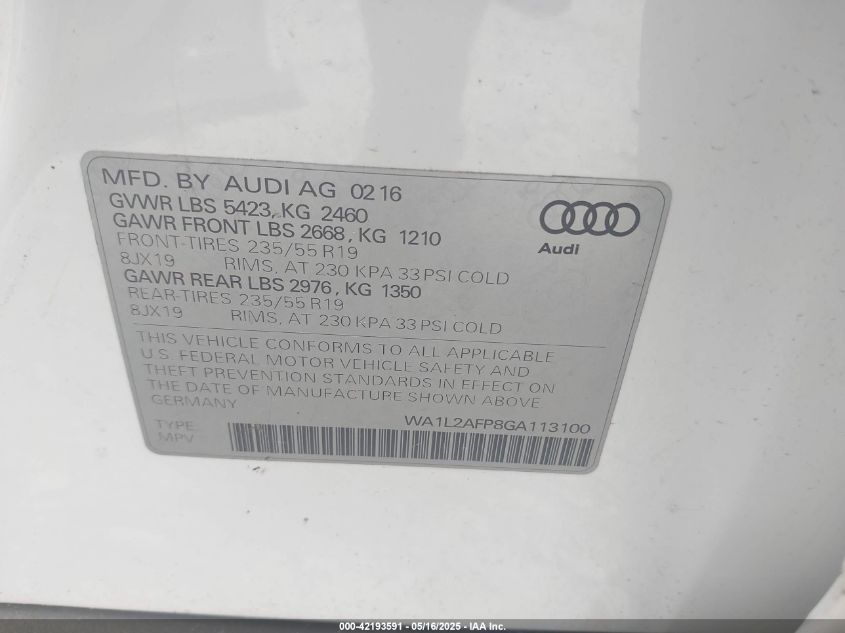 MFD. BY AUDI AG 02 16
GVWR LBS 5423, KG 2460
GAWR FRONT LBS 2668, KG 1210
FRONT-TIRES 235/55 R19
8JX19 RIMS, AT 230 KPA 33 PSI COLD
GAWR REAR LBS 2976, KG 1350
REAR-TIRES 235/55 R19
8JX19 RIMS, AT 230 KPA 33 PSI COLD
Audi
THIS VEHICLE CONFORMS TO ALL APPLICABLE
U.S. FEDERAL MOTOR VEHICLE SAFETY AND
THEFT PREVENTION STANDARDS IN EFFECT ON
THE DATE OF MANUFACTURE SHOWN ABOVE.
GERMANY
WA1L2AFP8GA113100
TYPE:
MPV
000-42193591 - 05/16/2025 - IAA Inc.